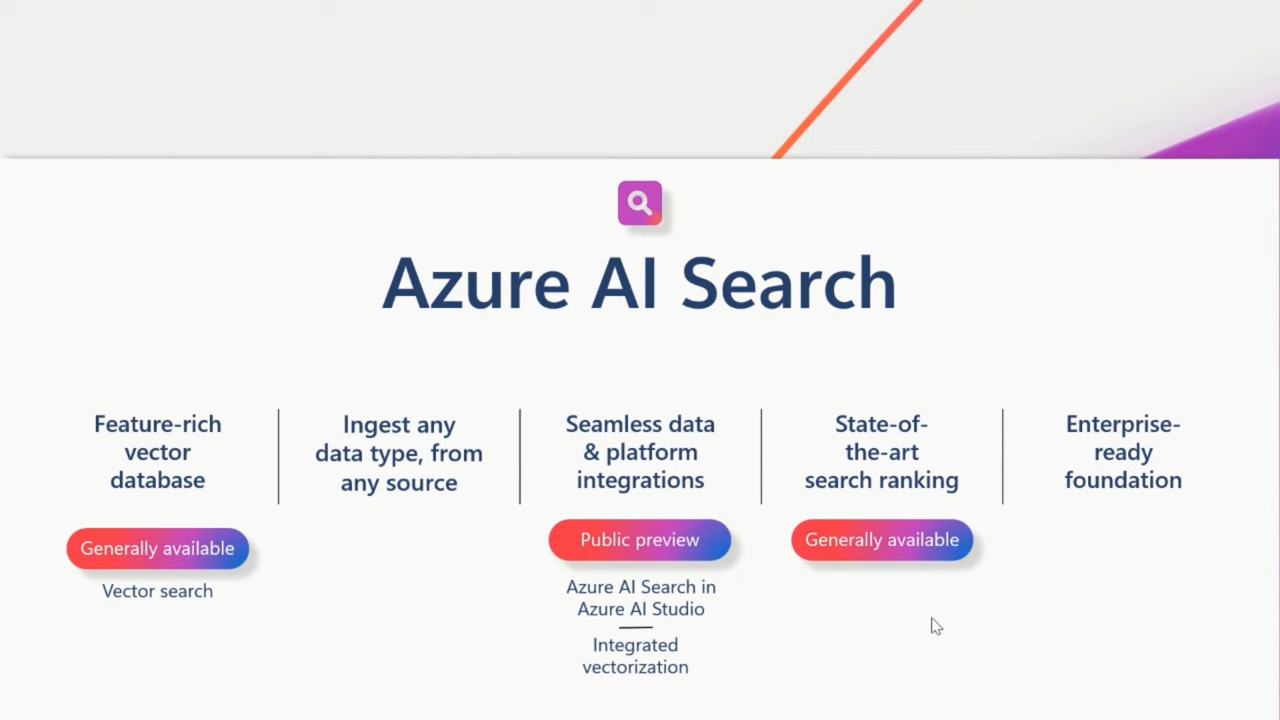 Azure AI Search
Feature-rich
vector
database
Generally available
Vector search
Ingest any
data type, from
any source
Seamless data
& platform
integrations
Public preview
Azure AI Search in
Azure AI Studio
Integrated
vectorization
State-of-
the-art
search ranking
Generally available
Enterprise-
ready
foundation